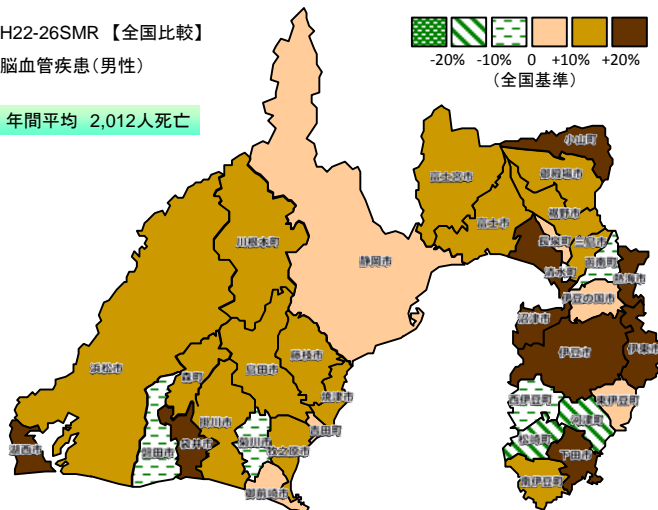 H22-26SMR 【全国比較】
脳血管疾患(男性)
年間平均 2,012人死亡
-20% -10% 0 +10% +20%
(全国基準)
小山町
御殿場市
富士宮市
裾野市
富士市
長泉町
三島市
函南町
清水町
熱海市
伊豆の国市
沼津市
伊豆市
伊東市
西伊豆町
東伊豆町
河津町
松崎町
下田市
南伊豆町
川根本町
静岡市
浜松市
森町
島田市
藤枝市
焼津市
掛川市
吉田町
湖西市
磐田市
袋井市
菊川市
牧之原市
御前崎市